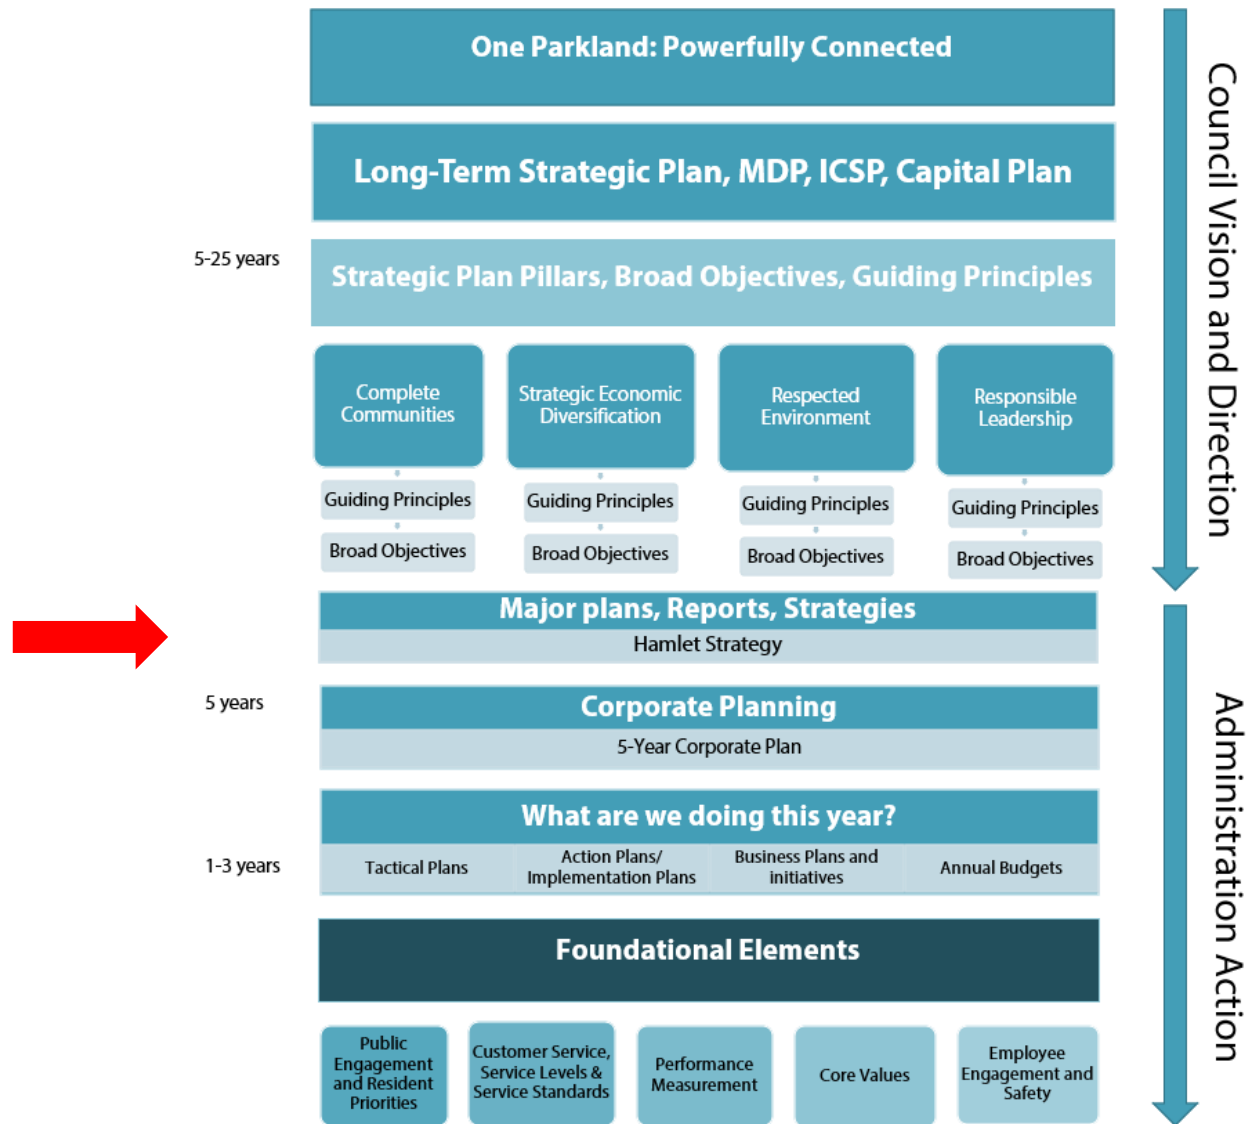 One Parkland: Powerfully Connected
Long-Term Strategic Plan, MDP, ICSP, Capital Plan
5-25 years
Strategic Plan Pillars, Broad Objectives, Guiding Principles
Complete
Communities
Guiding Principles
Broad Objectives
Strategic Economic
Diversification
Guiding Principles
Broad Objectives
Respected
Environment
Guiding Principles
Broad Objectives
Responsible
Leadership
Guiding Principles
Broad Objectives
Council Vision and Direction
Major plans, Reports, Strategies
Hamlet Strategy
5 years
Corporate Planning
5-Year Corporate Plan
What are we doing this year?
1-3 years
Tactical Plans
Action Plans/
Implementation Plans
Business Plans and
initiatives
Annual Budgets
Foundational Elements
Public
Engagement
and Resident
Priorities
Customer Service,
Service Levels &
Service Standards
Performance
Measurement
Core Values
Employee
Engagement and
Safety
Administration Action